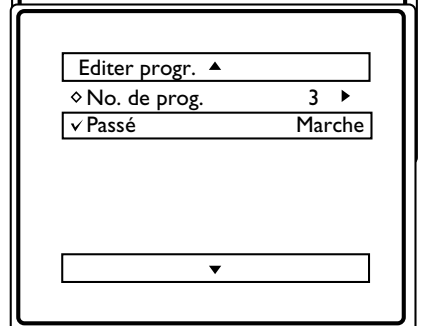 Editer progr. ▲
◇ No. de prog. 3 ▶
✓ Passé Marche
▼